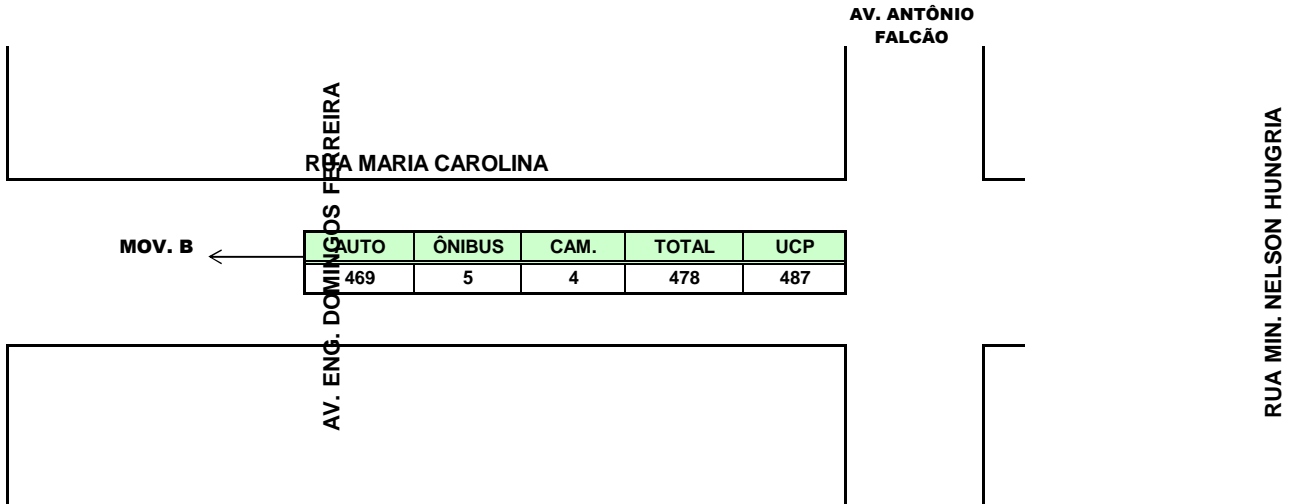 AV. ANTÔNIO
FALCÃO
AV. ENG. DOMINGOS FERREIRA
RUA MARIA CAROLINA
RUA MIN. NELSON HUNGRIA
MOV. B
AUTO ÔNIBUS CAM. TOTAL UCP
469 5 4 478 487